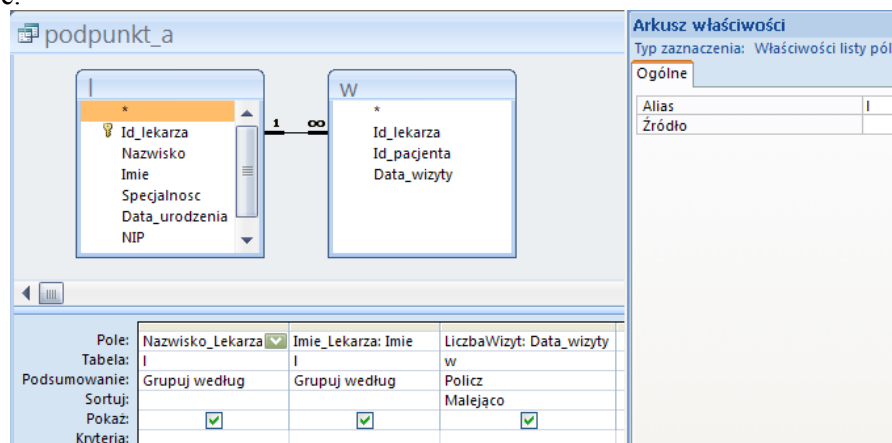 podpunkt_a
l
*
Id_lekarza
Nazwisko
Imie
Specjalnosc
Data_urodzenia
NIP
1 ∞
w
*
Id_lekarza
Id_pacjenta
Data_wizyty
Arkusz właściwości
Typ zaznaczenia: Właściwości listy pól
Ogólne
Alias l
Źródło
Pole: Nazwisko_Lekarza Imie_Lekarza: Imie LiczbaWizyt: Data_wizyty
Tabela: l l w
Podsumowanie: Grupuj według Grupuj według Policz
Sortuj: Malejąco
Pokaż:
Kryteria: